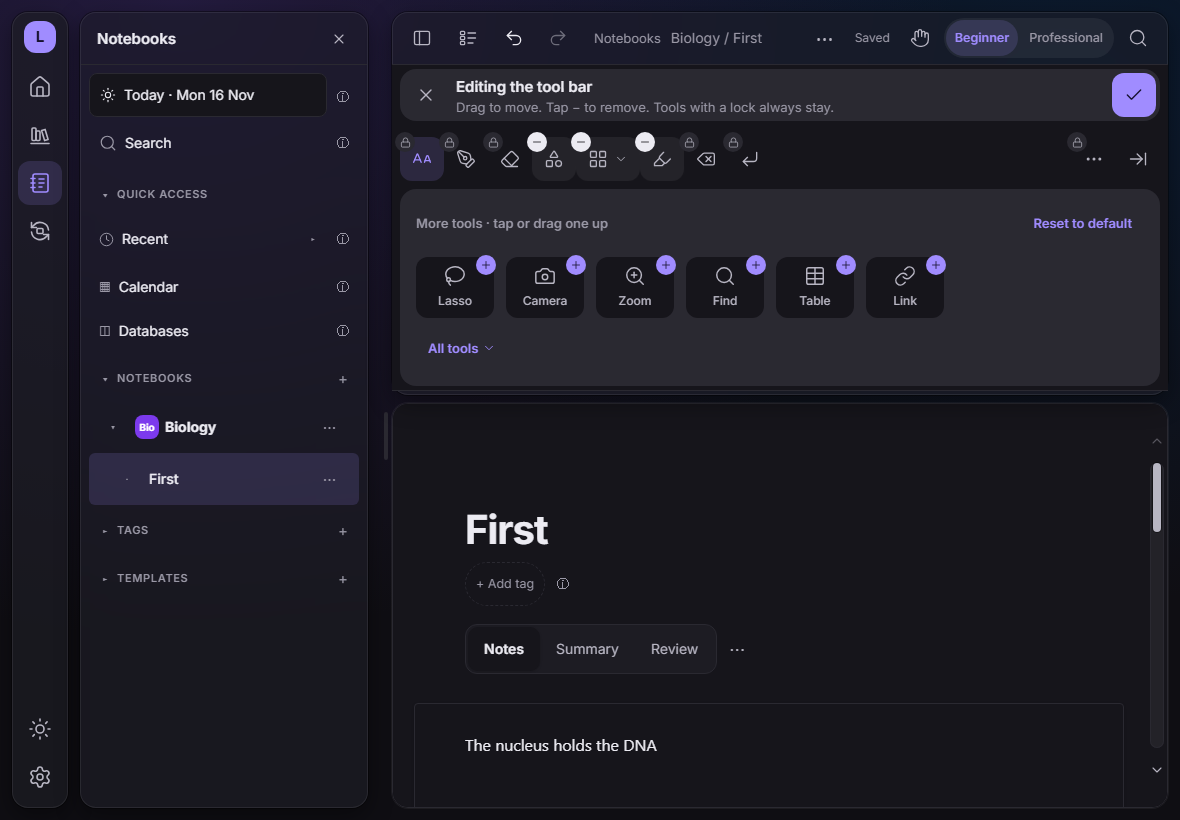 L
Notebooks
Today · Mon 16 Nov
Search
QUICK ACCESS
Recent
Calendar
Databases
NOTEBOOKS
Bio Biology
First
TAGS
TEMPLATES
Notebooks Biology / First
Saved
Beginner Professional
Editing the tool bar
Drag to move. Tap − to remove. Tools with a lock always stay.
AA
More tools · tap or drag one up
Reset to default
Lasso Camera Zoom Find Table Link
All tools
First
+ Add tag
Notes Summary Review
The nucleus holds the DNA